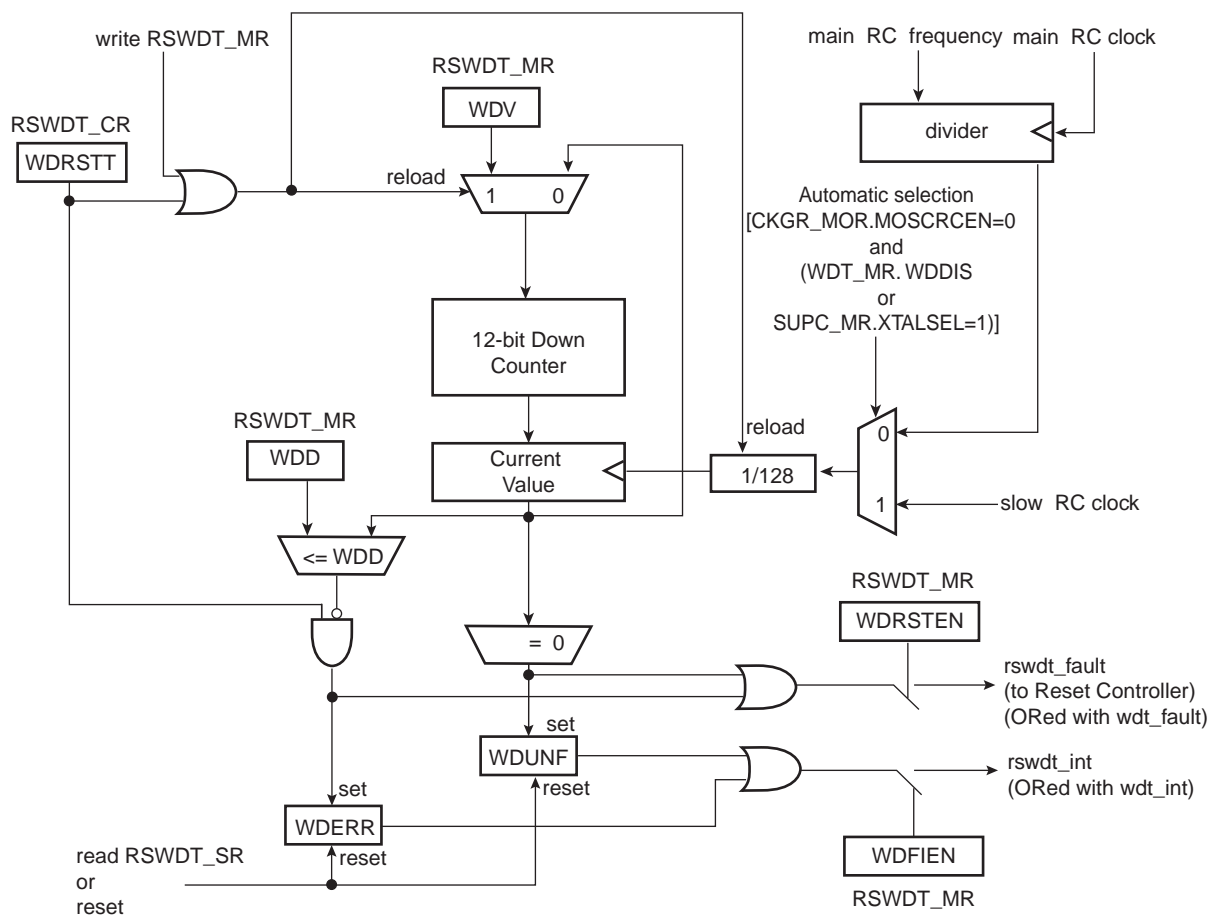 write RSWDT_MR
main RC frequency
main RC clock
RSWDT_MR
WDV
divider
RSWDT_CR
WDRSTT
reload
1 0
Automatic selection
[CKGR_MOR.MOSCRCEN=0
and
(WDT_MR. WDDIS
or
SUPC_MR.XTALSEL=1)]
12-bit Down
Counter
RSWDT_MR
WDD
Current
Value
reload
1/128
0
1
slow RC clock
<= WDD
RSWDT_MR
WDRSTEN
= 0
rswdt_fault
(to Reset Controller)
(ORed with wdt_fault)
set
WDUNF
reset
rswdt_int
(ORed with wdt_int)
set
WDERR
reset
WDFIEN
RSWDT_MR
read RSWDT_SR
or
reset